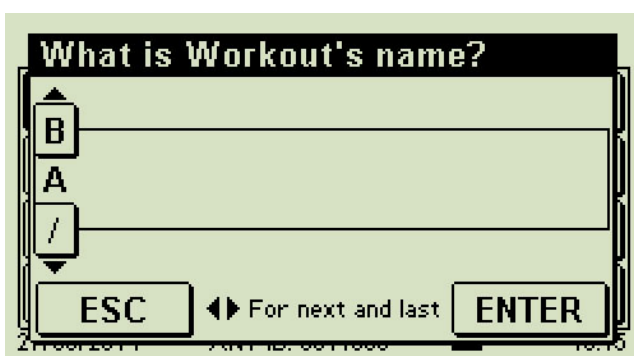 What is Workout's name?
B
A
/
ESC
For next and last
ENTER